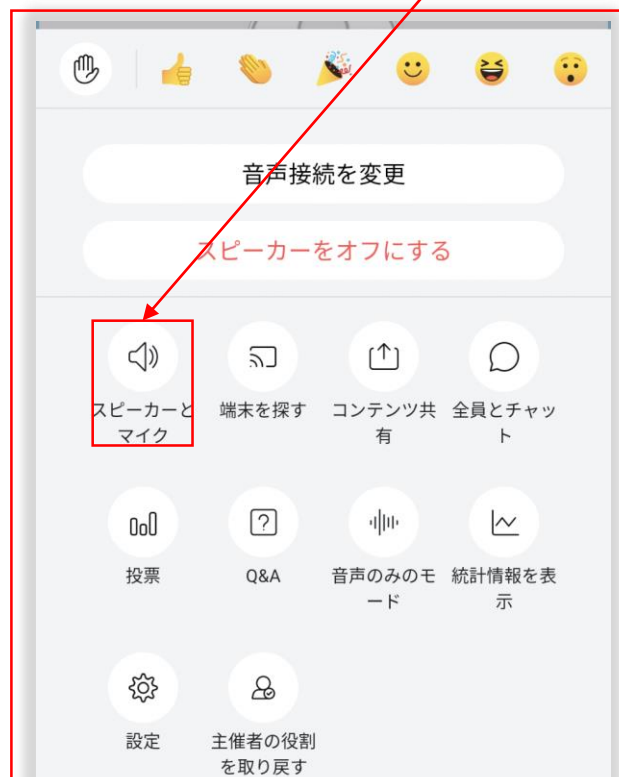 音声接続を変更
スピーカーをオフにする
スピーカーと
マイク
端末を探す
コンテンツ共
有
全員とチャッ
ト
投票
Q&A
音声のみのモ
ード
統計情報を表
示
設定
主催者の役割
を取り戻す